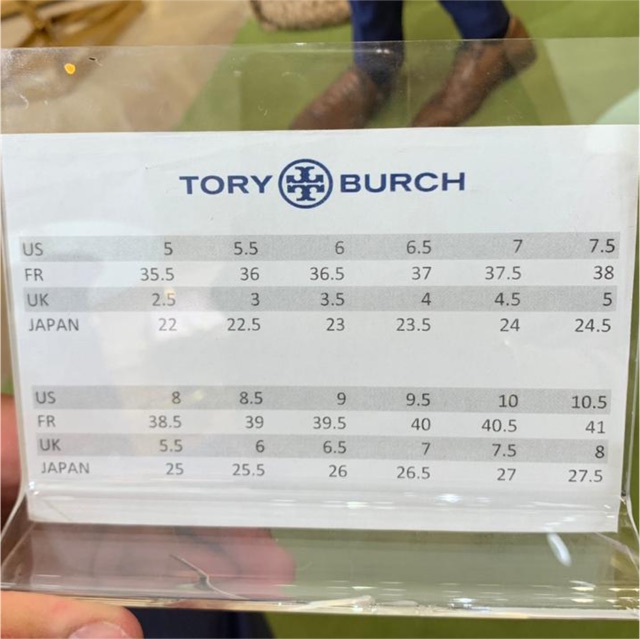 TORY BURCH
US 5 5.5 6 6.5 7 7.5
FR 35.5 36 36.5 37 37.5 38
UK 2.5 3 3.5 4 4.5 5
JAPAN 22 22.5 23 23.5 24 24.5
US 8 8.5 9 9.5 10 10.5
FR 38.5 39 39.5 40 40.5 41
UK 5.5 6 6.5 7 7.5 8
JAPAN 25 25.5 26 26.5 27 27.5